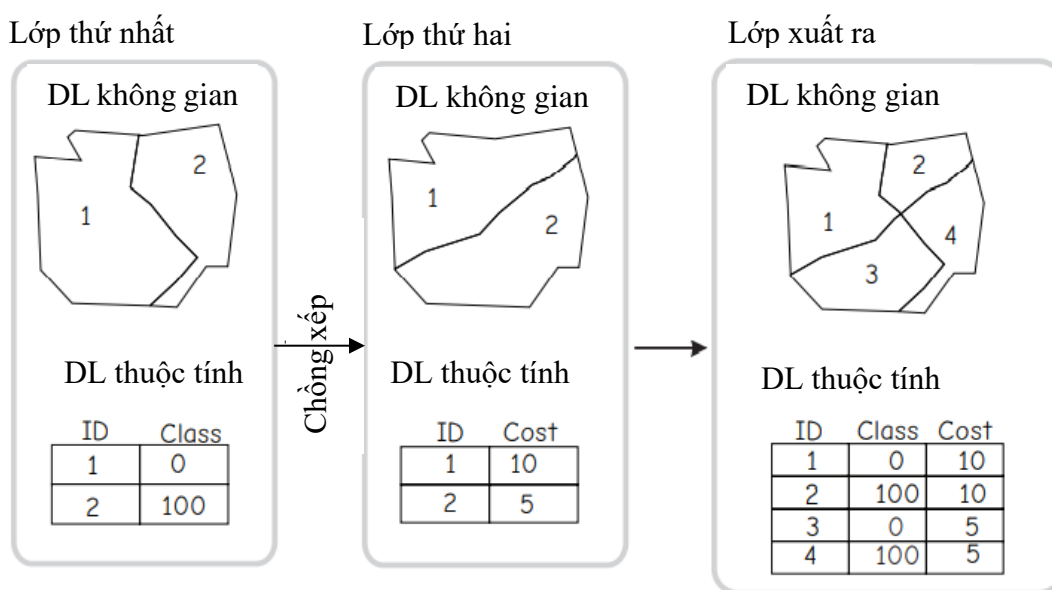 Lớp thứ nhất
DL không gian
1
2
DL thuộc tính
ID Class
1 0
2 100
Chồng xếp
Lớp thứ hai
DL không gian
1
2
DL thuộc tính
ID Cost
1 10
2 5
Lớp xuất ra
DL không gian
2
1
4
3
DL thuộc tính
ID Class Cost
1 0 10
2 100 10
3 0 5
4 100 5